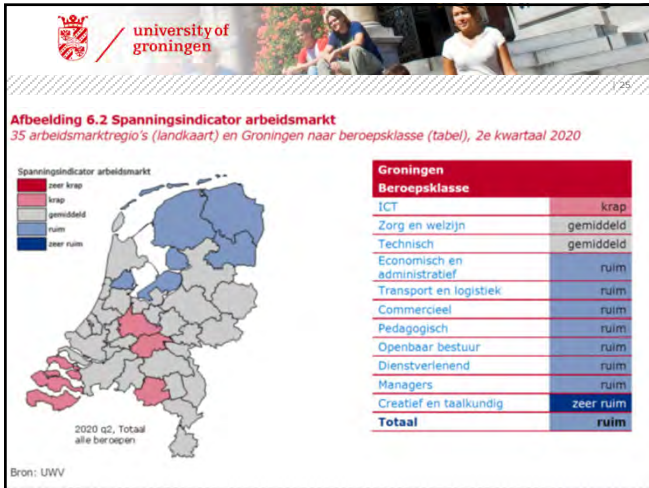 university of
groningen
| 25
Afbeelding 6.2 Spanningsindicator arbeidsmarkt
35 arbeidsmarktregio's (landkaart) en Groningen naar beroepsklasse (tabel), 2e kwartaal 2020
Spanningsindicator arbeidsmarkt
zeer krap
krap
gemiddeld
ruim
zeer ruim
2020 q2, Totaal
alle beroepen
Groningen
Beroepsklasse
ICT krap
Zorg en welzijn gemiddeld
Technisch gemiddeld
Economisch en
administratief ruim
Transport en logistiek ruim
Commercieel ruim
Pedagogisch ruim
Openbaar bestuur ruim
Dienstverlenend ruim
Managers ruim
Creatief en taalkundig zeer ruim
Totaal ruim
Bron: UWV